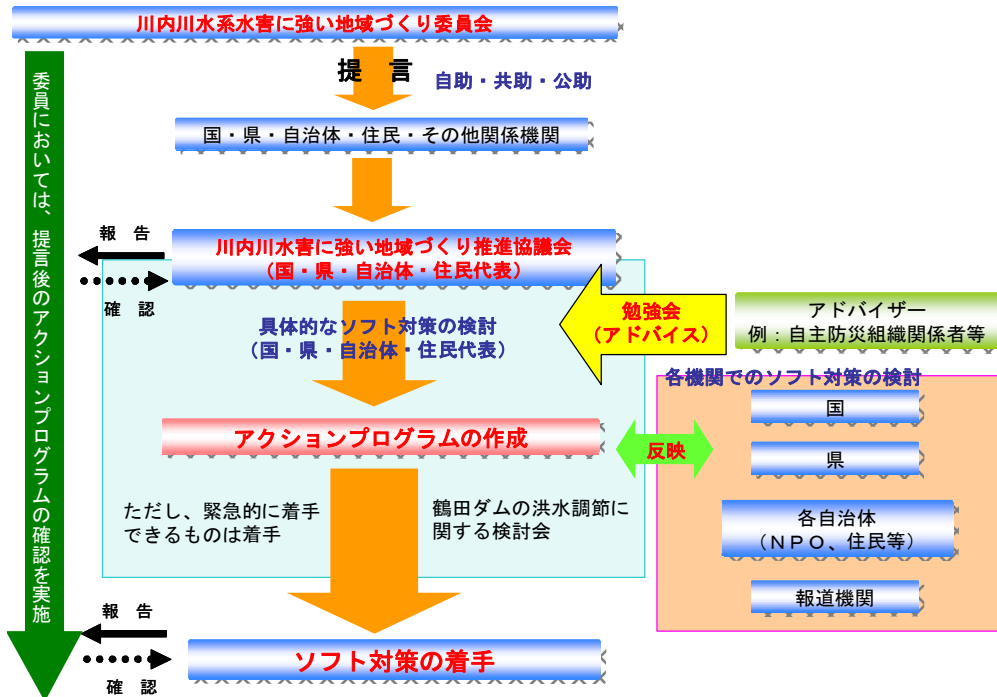 川内川水系水害に強い地域づくり委員会
提 言
自助・共助・公助
国・県・自治体・住民・その他関係機関
委員においては、提言後のアクションプログラムの確認を実施
報 告
確 認
川内川水害に強い地域づくり推進協議会
(国・県・自治体・住民代表)
具体的なソフト対策の検討
(国・県・自治体・住民代表)
勉強会
(アドバイス)
アドバイザー
例:自主防災組織関係者等
各機関でのソフト対策の検討
国
県
各自治体
(NPO、住民等)
報道機関
アクションプログラムの作成
反映
ただし、緊急的に着手
できるものは着手
鶴田ダムの洪水調節に
関する検討会
報 告
確 認
ソフト対策の着手